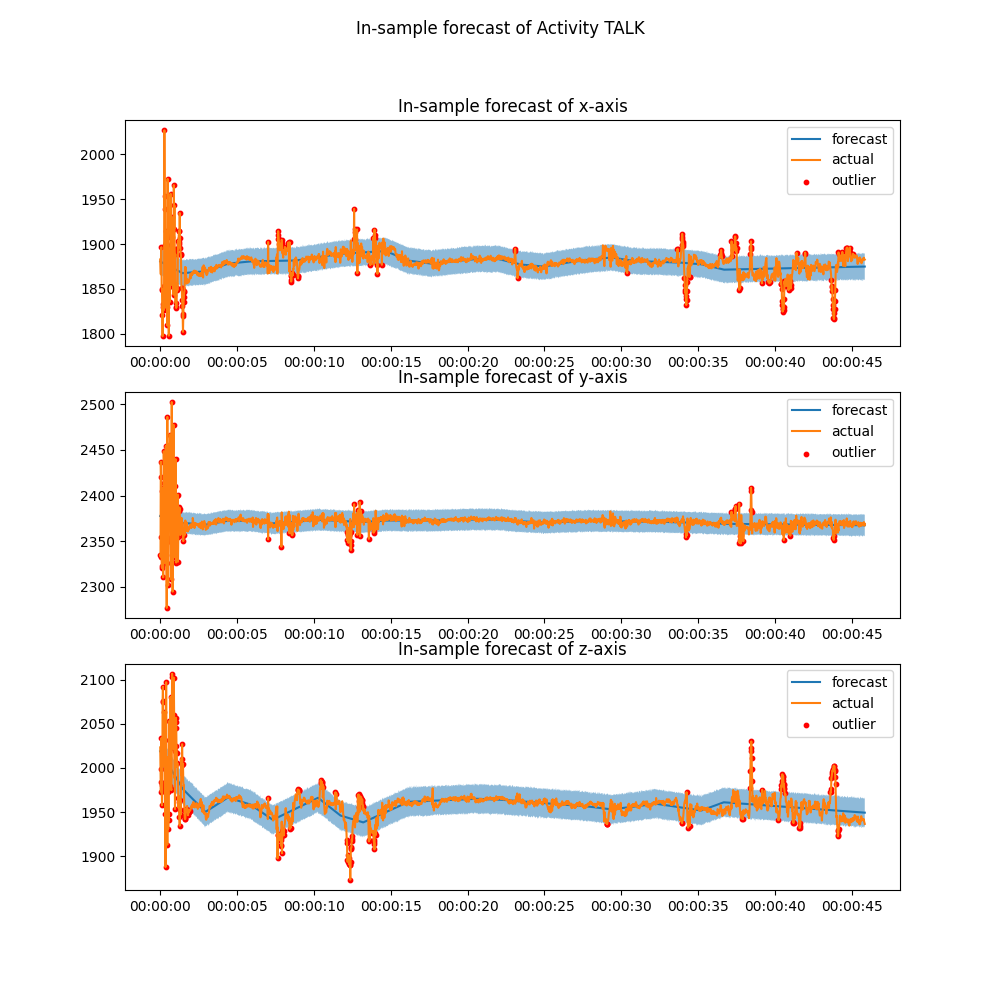 In-sample forecast of Activity TALK
In-sample forecast of x-axis
forecast
actual
outlier
2000
1950
1900
1850
1800
00:00:00 00:00:05 00:00:10 00:00:15 00:00:20 00:00:25 00:00:30 00:00:35 00:00:40 00:00:45
In-sample forecast of y-axis
forecast
actual
outlier
2500
2450
2400
2350
2300
00:00:00 00:00:05 00:00:10 00:00:15 00:00:20 00:00:25 00:00:30 00:00:35 00:00:40 00:00:45
In-sample forecast of z-axis
forecast
actual
outlier
2100
2050
2000
1950
1900
00:00:00 00:00:05 00:00:10 00:00:15 00:00:20 00:00:25 00:00:30 00:00:35 00:00:40 00:00:45